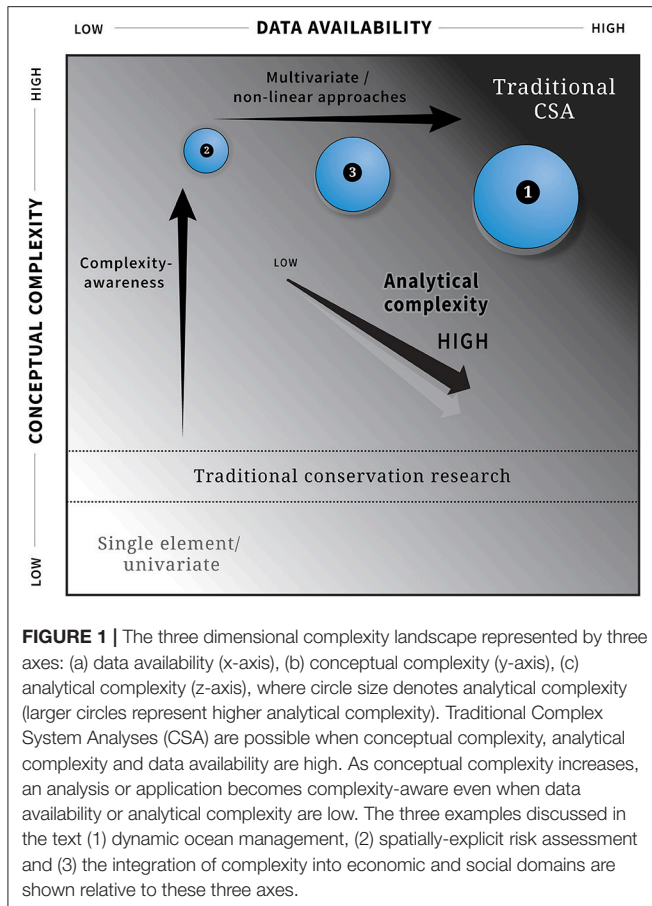 LOW DATA AVAILABILITY HIGH
HIGH
CONCEPTUAL COMPLEXITY
LOW
Multivariate /
non-linear approaches
Traditional
CSA
2
3
1
Complexity-
awareness
LOW
Analytical
complexity
HIGH
Traditional conservation research
Single element/
univariate
FIGURE 1 | The three dimensional complexity landscape represented by three
axes: (a) data availability (x-axis), (b) conceptual complexity (y-axis), (c)
analytical complexity (z-axis), where circle size denotes analytical complexity
(larger circles represent higher analytical complexity). Traditional Complex
System Analyses (CSA) are possible when conceptual complexity, analytical
complexity and data availability are high. As conceptual complexity increases,
an analysis or application becomes complexity-aware even when data
availability or analytical complexity are low. The three examples discussed in
the text (1) dynamic ocean management, (2) spatially-explicit risk assessment
and (3) the integration of complexity into economic and social domains are
shown relative to these three axes.